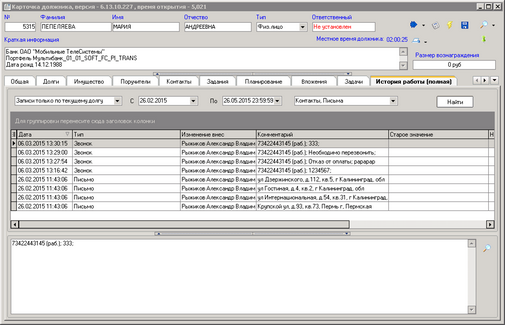 Карточка должника, версия - 6.13.10.227 , время открытия - 5,021
№ Фамилия Имя Отчество Тип Ответственный
5315 ПЕПЕЛЯЕВА МАРИЯ АНДРЕЕВНА Физ.лицо Не установлен
Краткая информация Местное время должника: 02:00:25
Банк ОАО "Мобильные ТелеСистемы"
Портфель Мультибанк_01_01_SOFT_FC_PI_TRANS
Дата рожд.14.12.1988
Размер вознаграждения
0 руб
Общая Долги Имущество Поручители Контакты Задания Планирование Вложения Задачи История работы (полная)
Записи только по текущему долгу С 26.02.2015 По 26.05.2015 23:59:59 Контакты, Письма Найти
Для группировки перенесите сюда заголовок колонки
Дата Тип Изменение внес Комментарий Старое значение Н
06.03.2015 13:30:15 Звонок Рыжиков Александр Владим 73422443145 (раб.); 333;
06.03.2015 13:29:00 Звонок Рыжиков Александр Владим 73422443145 (раб.); Необходимо перезвонить;
06.03.2015 13:27:54 Звонок Рыжиков Александр Владим 73422443145 (раб.); Отказ от оплаты; рарарар
06.03.2015 13:16:42 Звонок Рыжиков Александр Владим 73422443145 (раб.); 1234567;
26.02.2015 11:43:06 Письмо Рыжиков Александр Владим ул.Дзержинского, д.112, кв.5, г Калининград, обл
26.02.2015 11:43:06 Письмо Рыжиков Александр Владим ул.Гостиная, д.4, кв.2, г Калининград, обл
26.02.2015 11:43:06 Письмо Рыжиков Александр Владим ул.Интернациональная, д.54, кв.31, г Калининград,
26.02.2015 11:43:06 Письмо Рыжиков Александр Владим Крупской ул, д.93, кв.73, Пермь г, Пермская
73422443145 (раб.); 333;